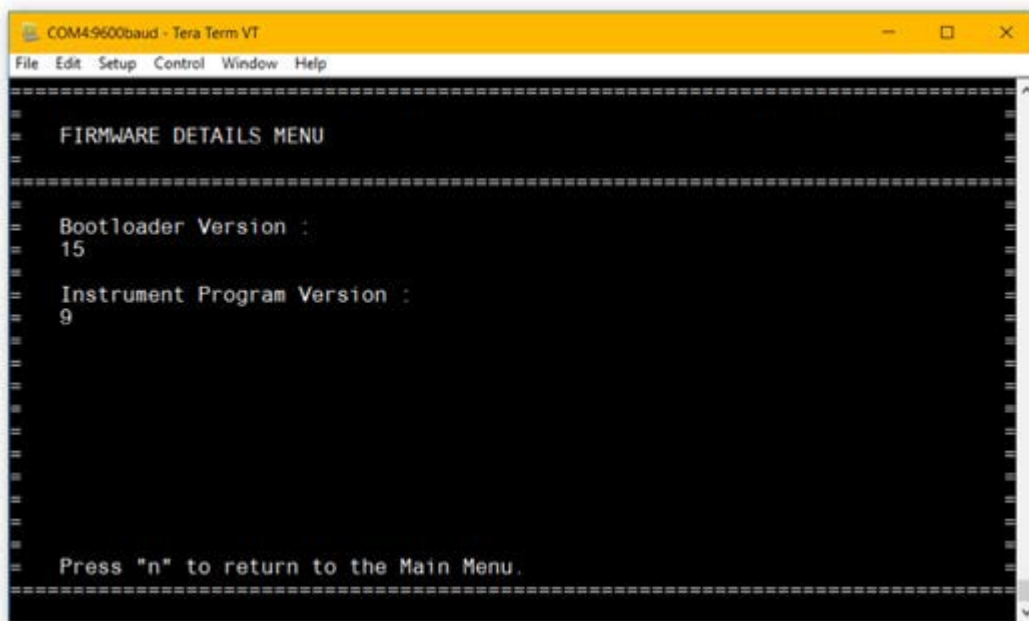 COM4:9600baud - Tera Term VT
File Edit Setup Control Window Help
================================================================================
=                                                                              =
=   FIRMWARE DETAILS MENU                                                      =
=                                                                              =
================================================================================
=                                                                              =
=   Bootloader Version :                                                       =
=   15                                                                         =
=                                                                              =
=   Instrument Program Version :                                               =
=   9                                                                          =
=                                                                              =
=                                                                              =
=                                                                              =
=                                                                              =
=                                                                              =
=                                                                              =
=                                                                              =
=                                                                              =
=                                                                              =
=                                                                              =
=   Press "n" to return to the Main Menu.                                      =
================================================================================